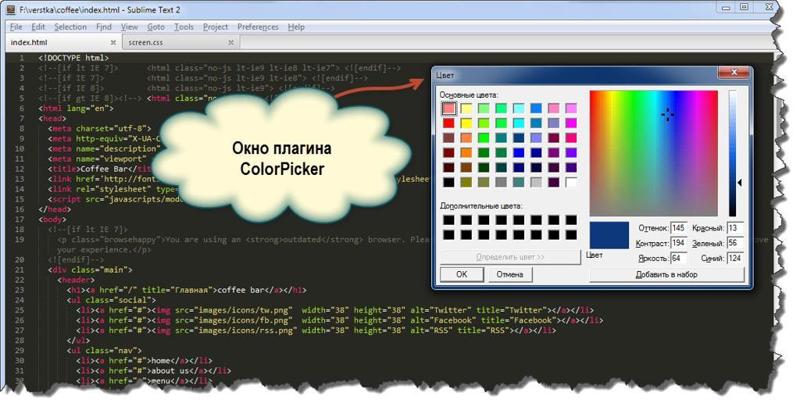 F:\verstka\coffee\index.html - Sublime Text 2
File Edit Selection Find View Goto Tools Project Preferences Help
index.html × screen.css ×
1 <!DOCTYPE html>
2 <!--[if lt IE 7]> <html class="no-js lt-ie9 lt-ie8 lt-ie7"> <![endif]-->
3 <!--[if IE 7]> <html class="no-js lt-ie9 lt-ie8"> <![endif]-->
4 <!--[if IE 8]> <html class="no-js lt-ie9"> <![endif]-->
5 <!--[if gt IE 8]><!--> <html class="no-js
6 <html lang="en">
7 <head>
8 <meta charset="utf-8">
9 <meta http-equiv="X-UA-C
10 <meta name="description"
11 <meta name="viewport"
12 <title>Coffee Bar</tit
13 <link href='http://fon stylesheet
14 <link rel="stylesheet" type=
15 <script src="javascripts/mod
16 </head>
17 <body>
18 <!--[if lt IE 7]>
19 <p class="browsehappy">You are using an <strong>outdated</strong> browser. Plea ve
your experience.</p>
20 <![endif]-->
21 <div class="main">
22 <header>
23 <h1><a href="/" title="Главная">coffee bar</a></h1>
24 <ul class="social">
25 <li><a href="#"><img src="images/icons/tw.png" width="38" height="38" alt="Twitter" title="Twitter"></a></li>
26 <li><a href="#"><img src="images/icons/fb.png" width="38" height="38" alt="Facebook" title="Facebook"></a></li>
27 <li><a href="#"><img src="images/icons/rss.png" width="38" height="38" alt="RSS" title="RSS"></a></li>
28 </ul>
29 <ul class="nav">
30 <li><a href="#">home</a></li>
31 <li><a href="#">about us</a></li>
32 <li><a href="#">menu</a></li>
Окно плагина
ColorPicker
Цвет
Основные цвета:
Дополнительные цвета:
Определить цвет >>
OK Отмена
Цвет
Оттенок: 145 Красный: 13
Контраст: 194 Зеленый: 56
Яркость: 64 Синий: 124
Добавить в набор